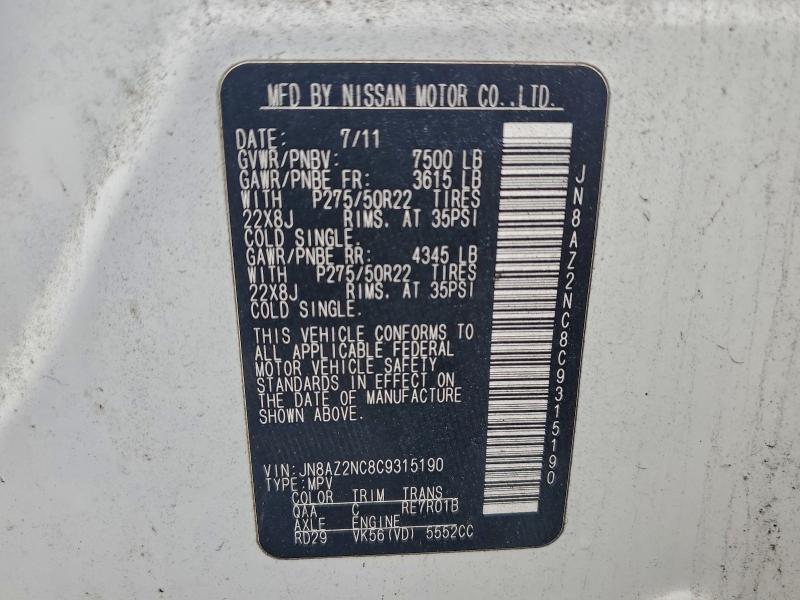 MFD BY NISSAN MOTOR CO.,LTD.
DATE: 7/11
GVWR/PNBV: 7500 LB
GAWR/PNBE FR: 3615 LB
WITH P275/50R22 TIRES
22X8J RIMS. AT 35PSI
COLD SINGLE.
GAWR/PNBE RR: 4345 LB
WITH P275/50R22 TIRES
22X8J RIMS. AT 35PSI
COLD SINGLE.
THIS VEHICLE CONFORMS TO
ALL APPLICABLE FEDERAL
MOTOR VEHICLE SAFETY
STANDARDS IN EFFECT ON
THE DATE OF MANUFACTURE
SHOWN ABOVE.
VIN: JN8AZ2NC8C9315190
TYPE: MPV
COLOR TRIM TRANS
QAA C RE7R01B
AXLE ENGINE
RD29 VK56(VD) 5552CC
JN8AZ2NC8C9315190